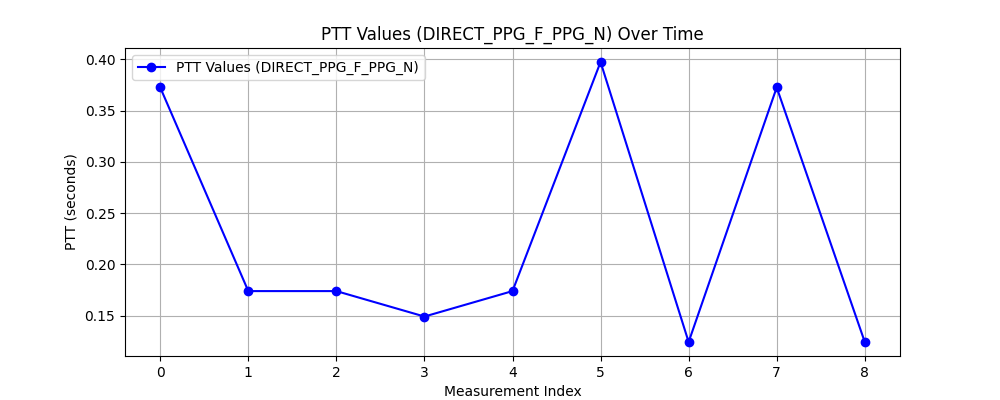 PTT Values (DIRECT_PPG_F_PPG_N) Over Time
PTT Values (DIRECT_PPG_F_PPG_N)
PTT (seconds)
0.40
0.35
0.30
0.25
0.20
0.15
0 1 2 3 4 5 6 7 8
Measurement Index